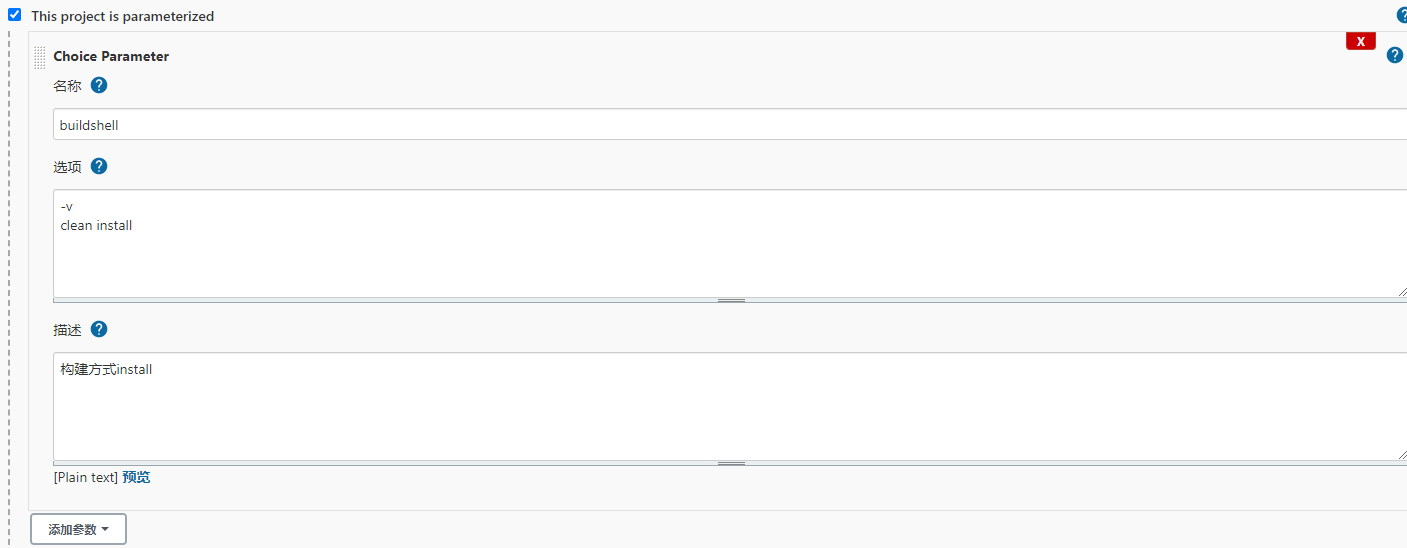 This project is parameterized
?
X
Choice Parameter
?
名称 ?
buildshell
选项 ?
-v
clean install
描述 ?
构建方式install
[Plain text] 预览
添加参数